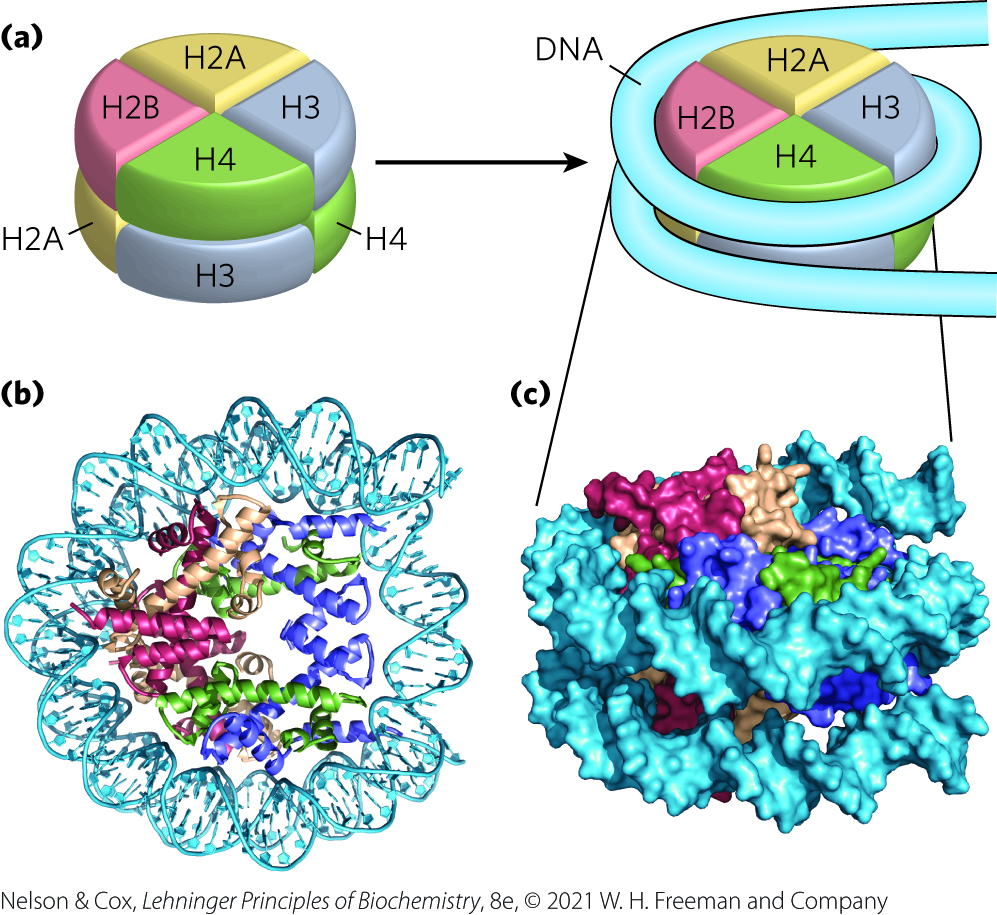 (a)
H2A
H2B
H3
H4
H2A
H4
H3
DNA
H2A
H2B
H3
H4
(b)
(c)
Nelson & Cox, Lehninger Principles of Biochemistry, 8e, © 2021 W. H. Freeman and Company